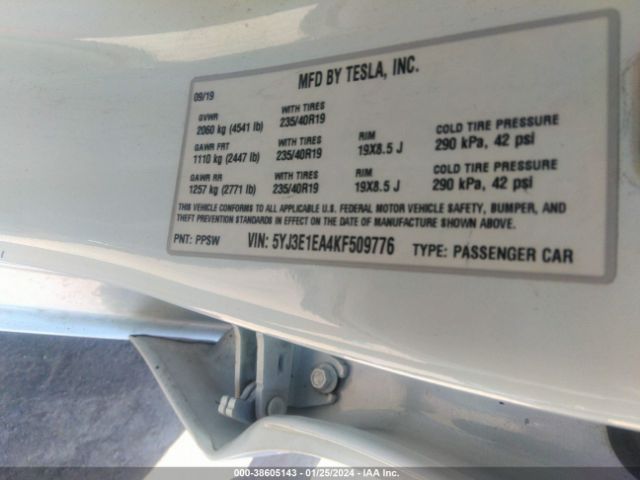 MFD BY TESLA, INC.
09/19
GVWR WITH TIRES
2060 kg (4541 lb) 235/40R19
GAWR FRT WITH TIRES RIM COLD TIRE PRESSURE
1110 kg (2447 lb) 235/40R19 19X8.5 J 290 kPa, 42 psi
GAWR RR WITH TIRES RIM COLD TIRE PRESSURE
1257 kg (2771 lb) 235/40R19 19X8.5 J 290 kPa, 42 psi
THIS VEHICLE CONFORMS TO ALL APPLICABLE U.S. FEDERAL MOTOR VEHICLE SAFETY, BUMPER, AND
THEFT PREVENTION STANDARDS IN EFFECT ON THE DATE OF MANUFACTURE SHOWN ABOVE.
PNT: PPSW VIN: 5YJ3E1EA4KF509776 TYPE: PASSENGER CAR
000-38605143 - 01/25/2024 - IAA Inc.